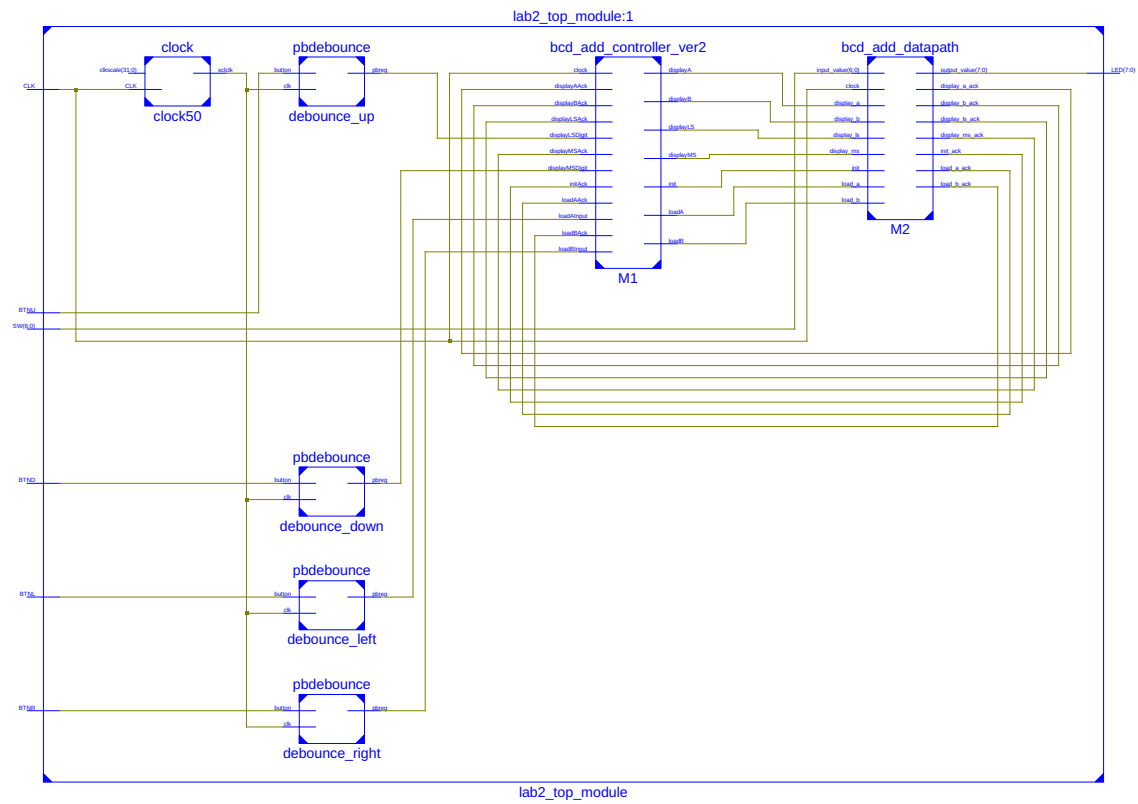 lab2_top_module:1
clock
clkscale(31:0)
sclclk
CLK
clock50
pbdebounce
button
pbreg
clk
debounce_up
bcd_add_controller_ver2
clock
displayAAck
displayBAck
displayLSAck
displayLSDigit
displayMSAck
displayMSDigit
initAck
loadAAck
loadAInput
loadBAck
loadBInput
displayA
displayB
displayLS
displayMS
init
loadA
loadB
M1
bcd_add_datapath
input_value(6:0)
clock
display_a
display_b
display_ls
display_ms
init
load_a
load_b
output_value(7:0)
display_a_ack
display_b_ack
display_ls_ack
display_ms_ack
init_ack
load_a_ack
load_b_ack
M2
CLK
LED(7:0)
BTNU
SW(6:0)
BTND
pbdebounce
button
pbreg
clk
debounce_down
BTNL
pbdebounce
button
pbreg
clk
debounce_left
BTNR
pbdebounce
button
pbreg
clk
debounce_right
lab2_top_module